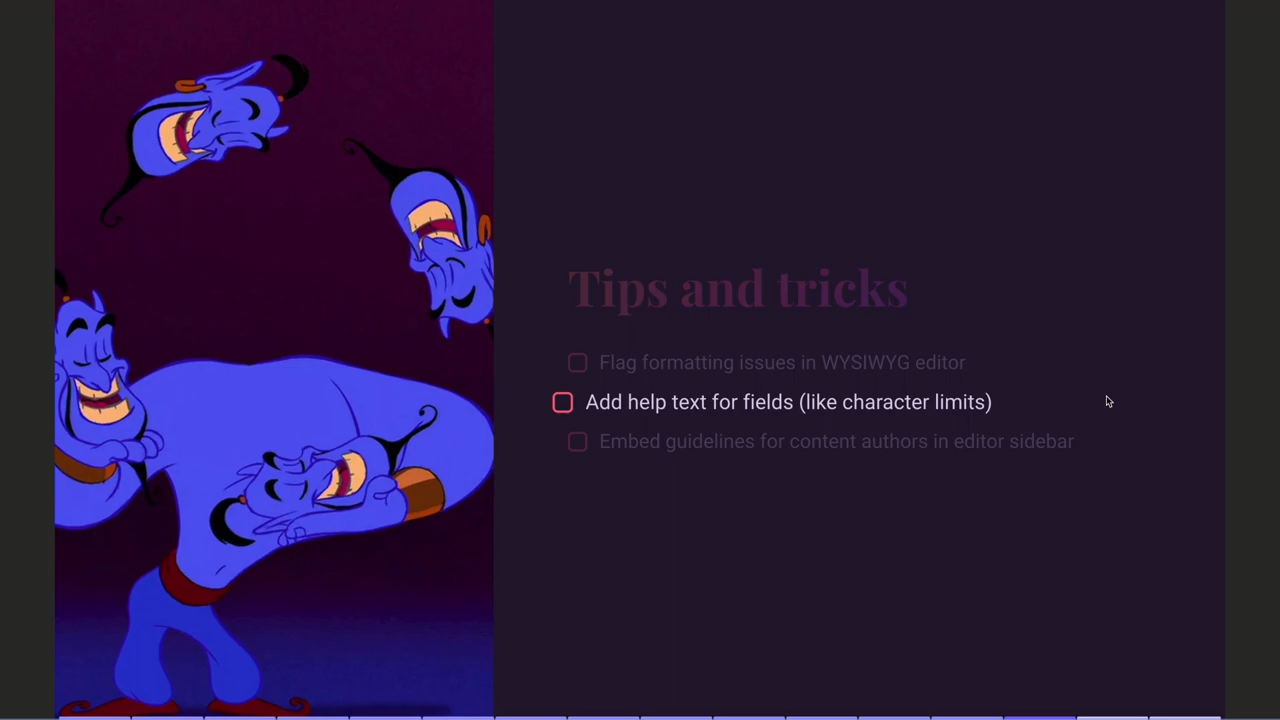 Tips and tricks
Flag formatting issues in WYSIWYG editor
Add help text for fields (like character limits)
Embed guidelines for content authors in editor sidebar